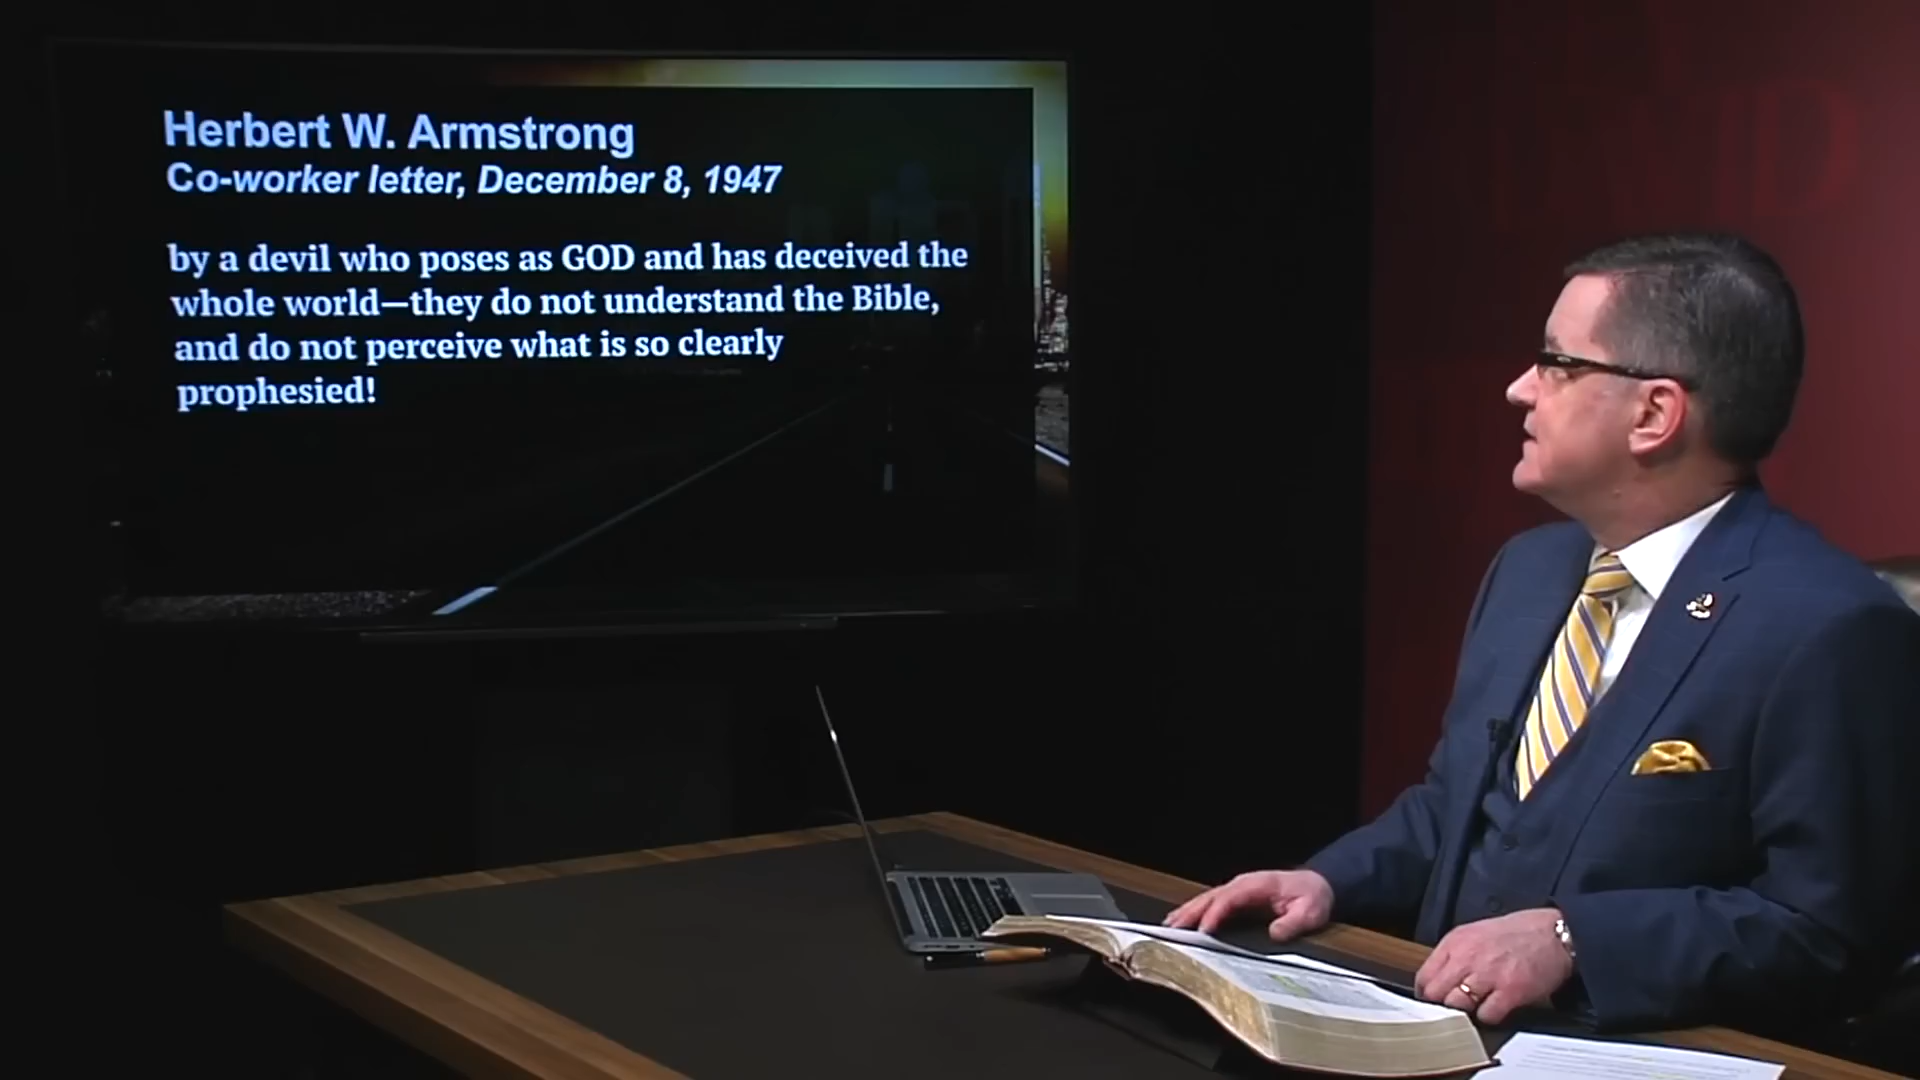 Herbert W. Armstrong
Co-worker letter, December 8, 1947
by a devil who poses as GOD and has deceived the
whole world—they do not understand the Bible,
and do not perceive what is so clearly
prophesied!